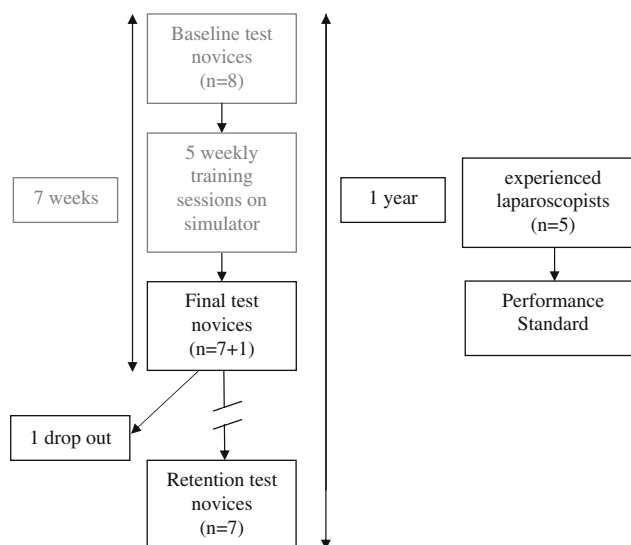 Baseline test
novices
(n=8)
5 weekly
training
sessions on
simulator
7 weeks
1 year
experienced
laparoscopists
(n=5)
Final test
novices
(n=7+1)
Performance
Standard
1 drop out
Retention test
novices
(n=7)